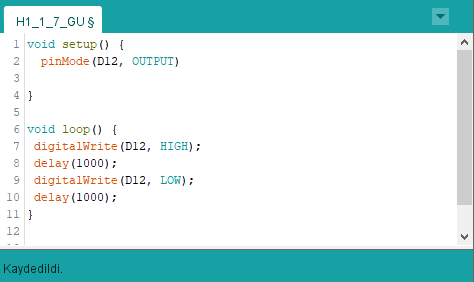 H1_1_7_GU §
1 void setup() {
2 pinMode(D12, OUTPUT)
3
4 }
5
6 void loop() {
7 digitalWrite(D12, HIGH);
8 delay(1000);
9 digitalWrite(D12, LOW);
10 delay(1000);
11 }
12
Kaydedildi.